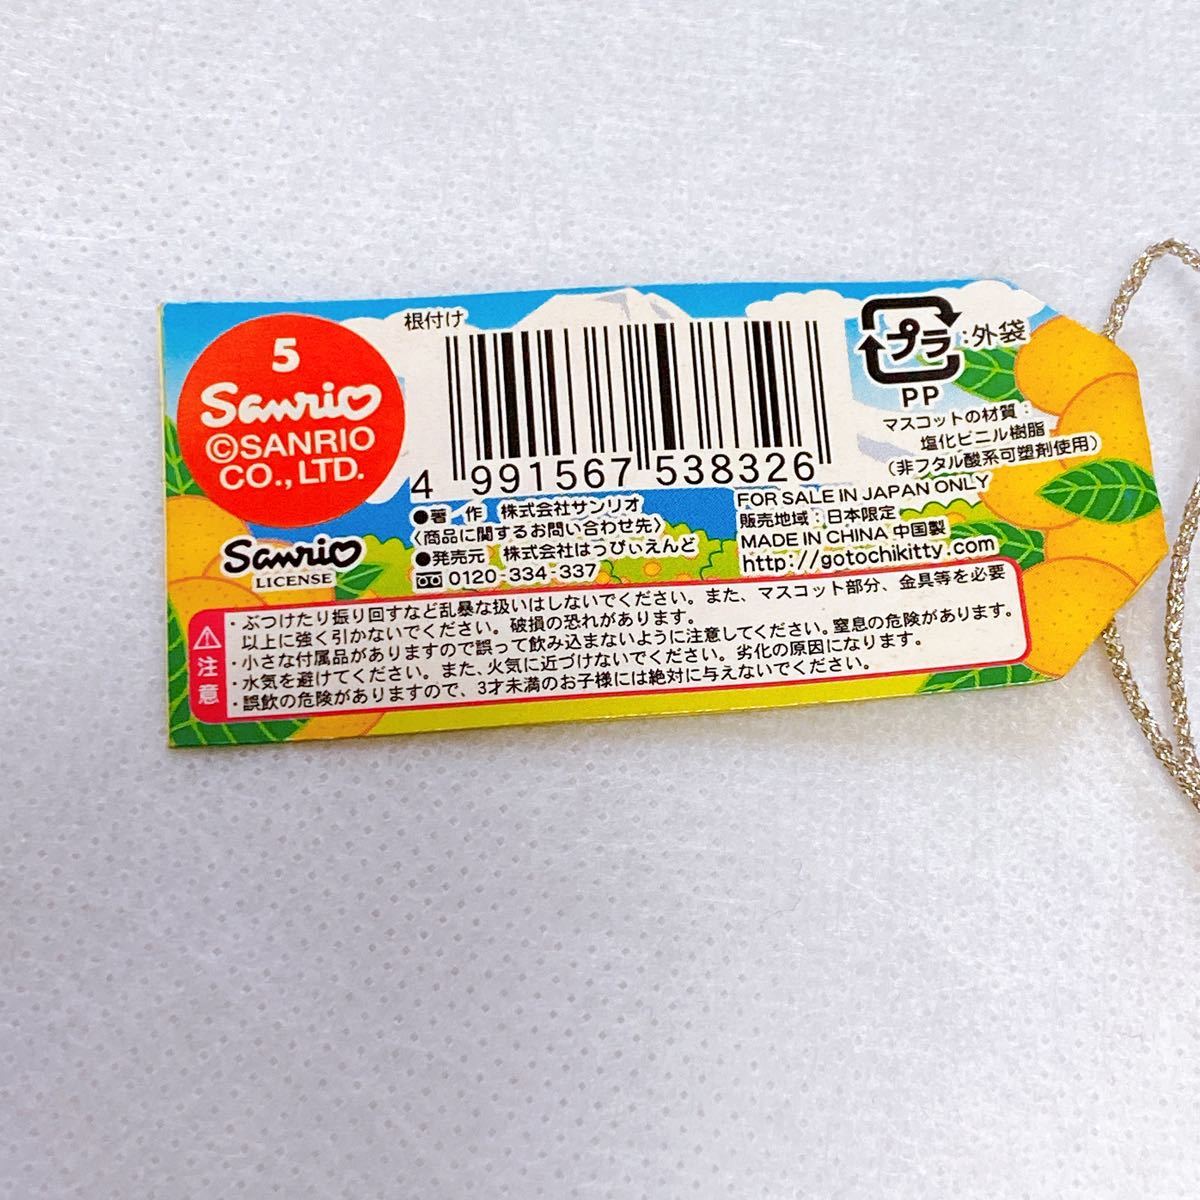 5
Sanrio
©SANRIO
CO., LTD.
Sanrio
LICENSE
根付け
4 991567 538326
●著 作 株式会社サンリオ
〈商品に関するお問い合わせ先〉
●発売元 株式会社はうぴぃえんど
0120-334-337
プラ:外袋
PP
マスコットの材質:
塩化ビニル樹脂
(非フタル酸系可塑剤使用)
FOR SALE IN JAPAN ONLY
販売地域:日本限定
MADE IN CHINA 中国製
http://gotochikitty.com
注意
・ぶつけたり振り回すなど乱暴な扱いはしないでください。また、マスコット部分、金具等を必要
以上に強く引かないでください。破損の恐れがあります。
・小さな付属品がありますので誤って飲み込まないように注意してください。窒息の危険があります。
・水気を避けてください。また、火気に近づけないでください。劣化の原因になります。
・誤飲の危険がありますので、3才未満のお子様には絶対に与えないでください。